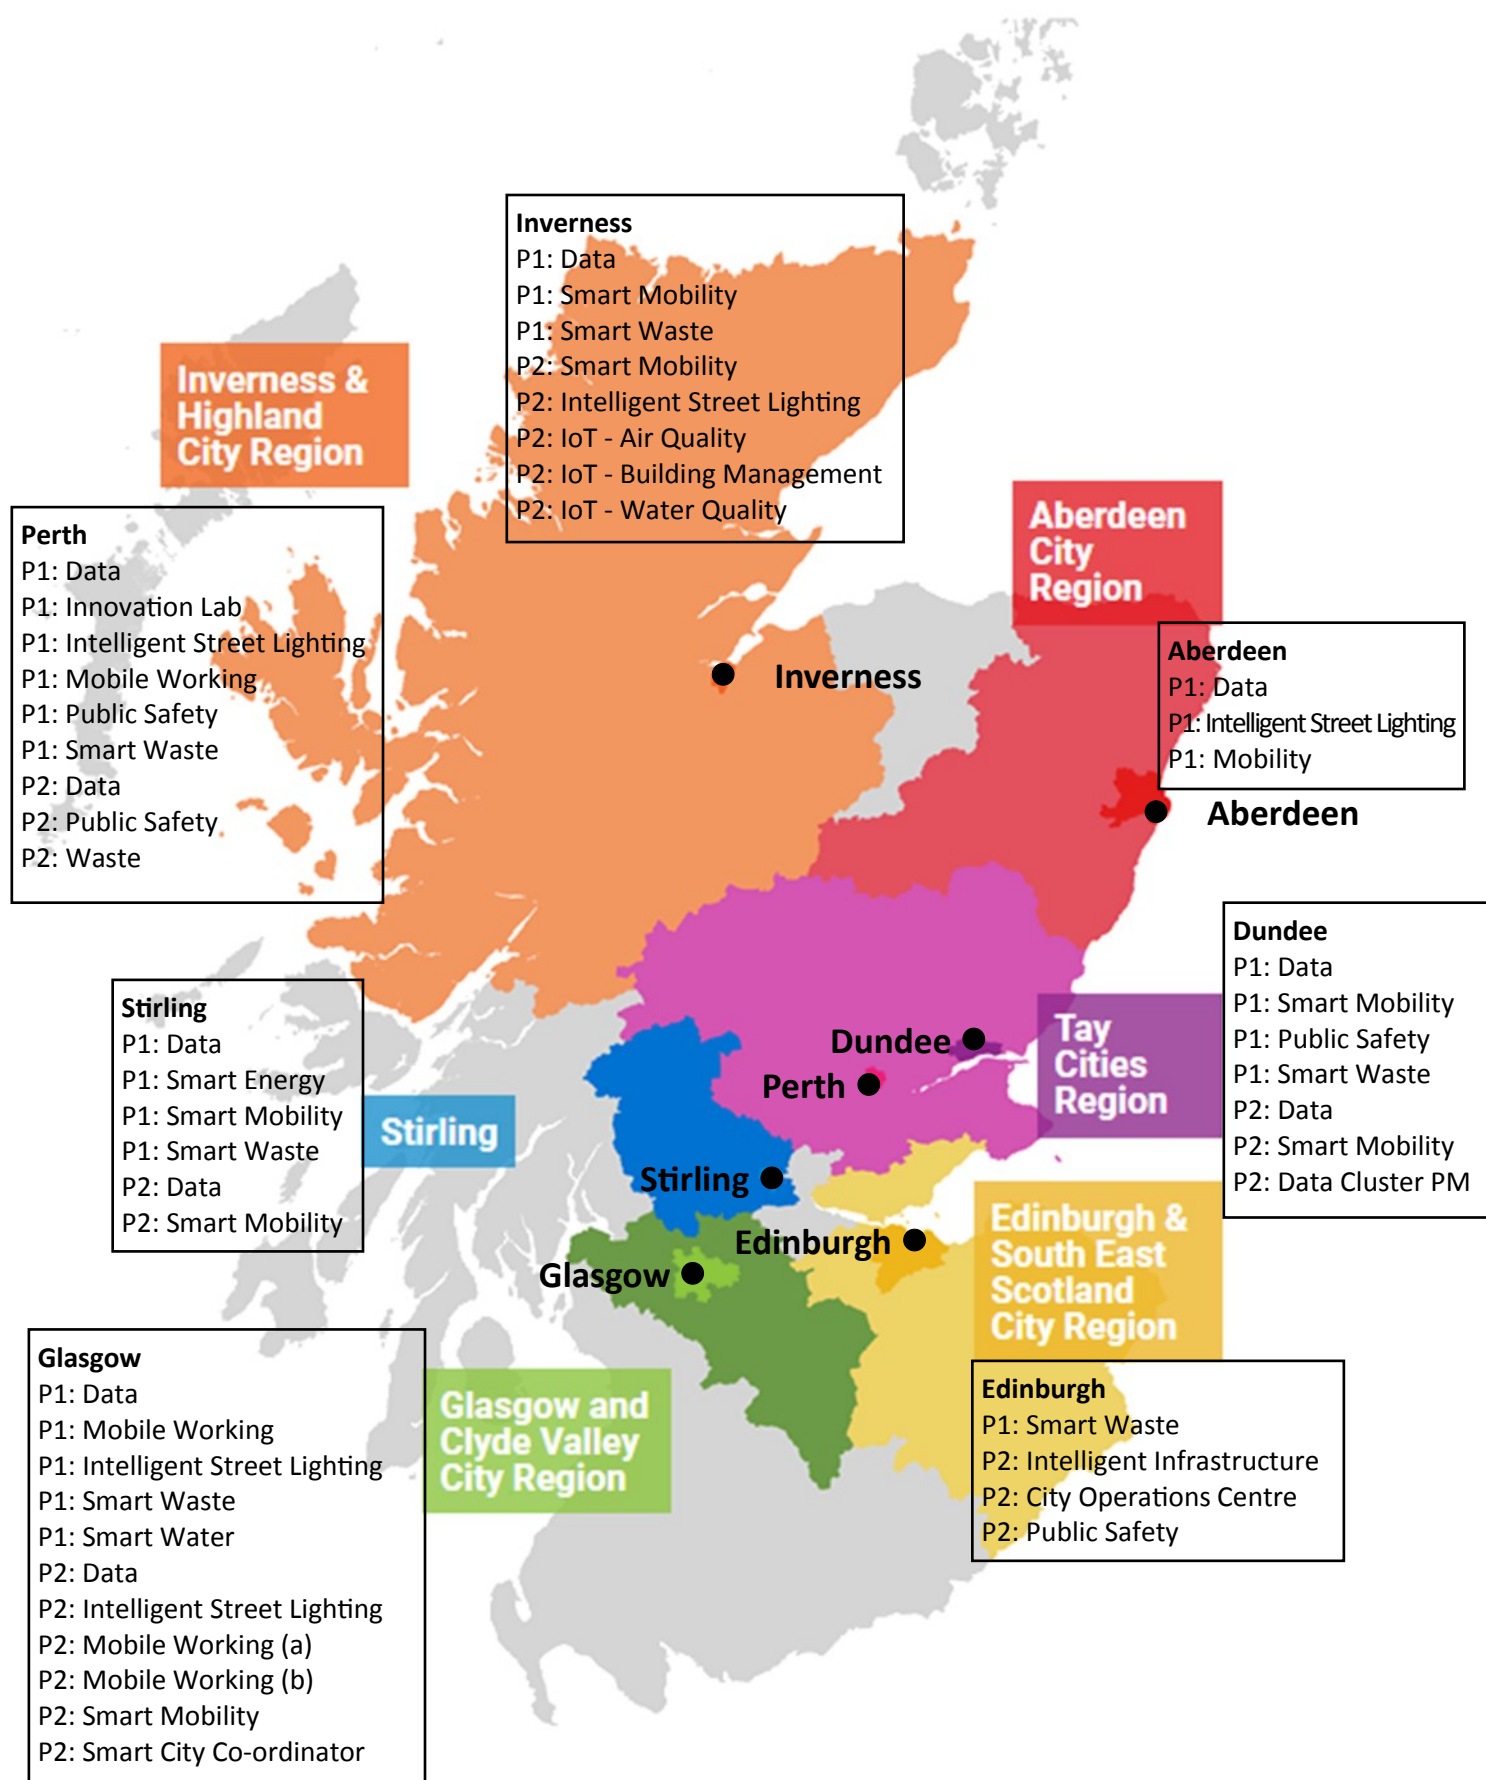 Inverness
P1: Data
P1: Smart Mobility
P1: Smart Waste
P2: Smart Mobility
P2: Intelligent Street Lighting
P2: IoT - Air Quality
P2: IoT - Building Management
P2: IoT - Water Quality
Inverness &
Highland
City Region
Perth
P1: Data
P1: Innovation Lab
P1: Intelligent Street Lighting
P1: Mobile Working
P1: Public Safety
P1: Smart Waste
P2: Data
P2: Public Safety
P2: Waste
Aberdeen
City
Region
Aberdeen
P1: Data
P1: Intelligent Street Lighting
P1: Mobility
Inverness
Aberdeen
Dundee
P1: Data
P1: Smart Mobility
P1: Public Safety
P1: Smart Waste
P2: Data
P2: Smart Mobility
P2: Data Cluster PM
Stirling
P1: Data
P1: Smart Energy
P1: Smart Mobility
P1: Smart Waste
P2: Data
P2: Smart Mobility
Stirling
Dundee
Perth
Tay
Cities
Region
Stirling
Edinburgh
Glasgow
Edinburgh &
South East
Scotland
City Region
Glasgow
P1: Data
P1: Mobile Working
P1: Intelligent Street Lighting
P1: Smart Waste
P1: Smart Water
P2: Data
P2: Intelligent Street Lighting
P2: Mobile Working (a)
P2: Mobile Working (b)
P2: Smart Mobility
P2: Smart City Co-ordinator
Glasgow and
Clyde Valley
City Region
Edinburgh
P1: Smart Waste
P2: Intelligent Infrastructure
P2: City Operations Centre
P2: Public Safety